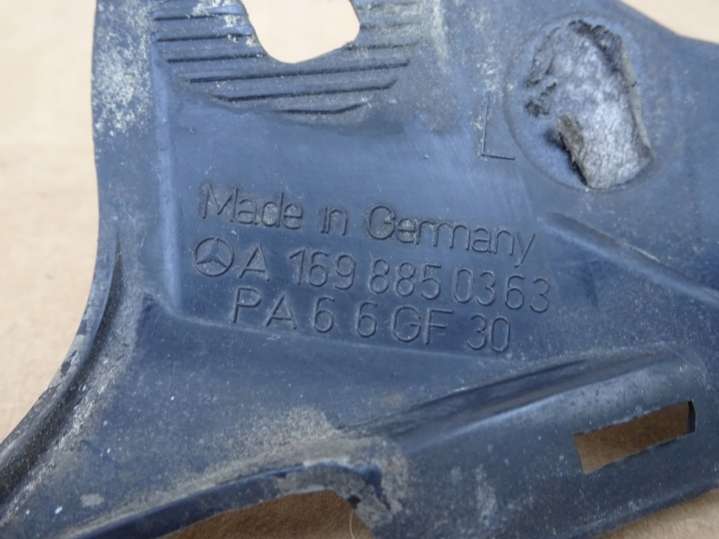 L
Made in Germany
A 169 885 03 63
PA 6 6 GF 30